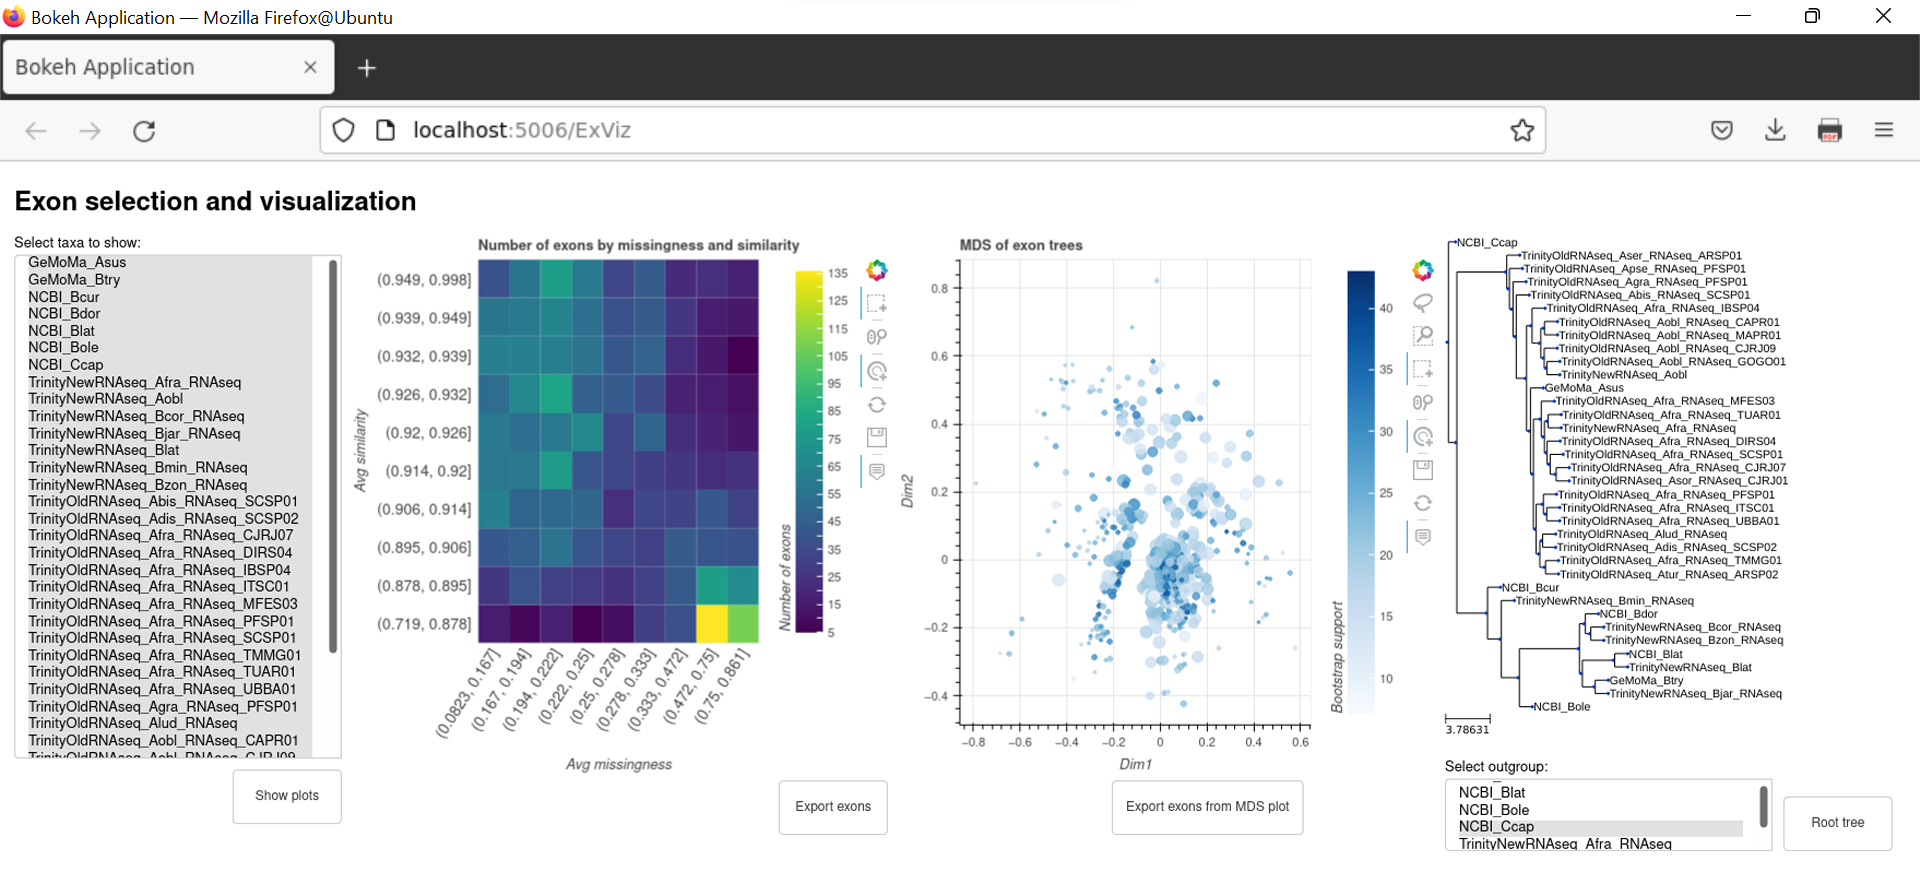 Bokeh Application — Mozilla Firefox@Ubuntu
Bokeh Application
localhost:5006/ExViz
Exon selection and visualization
Select taxa to show:
GeMoMa_Asus
GeMoMa_Btry
NCBI_Bcur
NCBI_Bdor
NCBI_Blat
NCBI_Bole
NCBI_Ccap
TrinityNewRNAseq_Afra_RNAseq
TrinityNewRNAseq_Aobl
TrinityNewRNAseq_Bcor_RNAseq
TrinityNewRNAseq_Bjar_RNAseq
TrinityNewRNAseq_Blat
TrinityNewRNAseq_Bmin_RNAseq
TrinityNewRNAseq_Bzon_RNAseq
TrinityOldRNAseq_Abis_RNAseq_SCSP01
TrinityOldRNAseq_Adis_RNAseq_SCSP02
TrinityOldRNAseq_Afra_RNAseq_CJRJ07
TrinityOldRNAseq_Afra_RNAseq_DIRS04
TrinityOldRNAseq_Afra_RNAseq_IBSP04
TrinityOldRNAseq_Afra_RNAseq_ITSC01
TrinityOldRNAseq_Afra_RNAseq_MFES03
TrinityOldRNAseq_Afra_RNAseq_PFSP01
TrinityOldRNAseq_Afra_RNAseq_SCSP01
TrinityOldRNAseq_Afra_RNAseq_TMMG01
TrinityOldRNAseq_Afra_RNAseq_TUAR01
TrinityOldRNAseq_Afra_RNAseq_UBBA01
TrinityOldRNAseq_Agra_RNAseq_PFSP01
TrinityOldRNAseq_Alud_RNAseq
TrinityOldRNAseq_Aobl_RNAseq_CAPR01
TrinityOldRNAseq_Aobl_RNAseq_CJRJ09
Show plots
Number of exons by missingness and similarity
Avg similarity
(0.949, 0.998]
(0.939, 0.949]
(0.932, 0.939]
(0.926, 0.932]
(0.92, 0.926]
(0.914, 0.92]
(0.906, 0.914]
(0.895, 0.906]
(0.878, 0.895]
(0.719, 0.878]
(0.0823, 0.167]
(0.167, 0.194]
(0.194, 0.222]
(0.222, 0.25]
(0.25, 0.278]
(0.278, 0.333]
(0.333, 0.472]
(0.472, 0.75]
(0.75, 0.861]
Avg missingness
Number of exons
135
125
115
105
95
85
75
65
55
45
35
25
15
5
Export exons
MDS of exon trees
Dim2
0.8
0.6
0.4
0.2
0
−0.2
−0.4
−0.8
−0.6
−0.4
−0.2
0
0.2
0.4
0.6
Dim1
Bootstrap support
40
35
30
25
20
15
10
Export exons from MDS plot
NCBI_Ccap
TrinityOldRNAseq_Aser_RNAseq_ARSP01
TrinityOldRNAseq_Apse_RNAseq_PFSP01
TrinityOldRNAseq_Agra_RNAseq_PFSP01
TrinityOldRNAseq_Abis_RNAseq_SCSP01
TrinityOldRNAseq_Afra_RNAseq_IBSP04
TrinityOldRNAseq_Aobl_RNAseq_CAPR01
TrinityOldRNAseq_Aobl_RNAseq_MAPR01
TrinityOldRNAseq_Aobl_RNAseq_CJRJ09
TrinityOldRNAseq_Aobl_RNAseq_GOGO01
TrinityNewRNAseq_Aobl
GeMoMa_Asus
TrinityOldRNAseq_Afra_RNAseq_MFES03
TrinityOldRNAseq_Afra_RNAseq_TUAR01
TrinityNewRNAseq_Afra_RNAseq
TrinityOldRNAseq_Afra_RNAseq_DIRS04
TrinityOldRNAseq_Afra_RNAseq_SCSP01
TrinityOldRNAseq_Afra_RNAseq_CJRJ07
TrinityOldRNAseq_Asor_RNAseq_CJRJ01
TrinityOldRNAseq_Afra_RNAseq_PFSP01
TrinityOldRNAseq_Afra_RNAseq_ITSC01
TrinityOldRNAseq_Afra_RNAseq_UBBA01
TrinityOldRNAseq_Alud_RNAseq
TrinityOldRNAseq_Adis_RNAseq_SCSP02
TrinityOldRNAseq_Afra_RNAseq_TMMG01
TrinityOldRNAseq_Atur_RNAseq_ARSP02
NCBI_Bcur
TrinityNewRNAseq_Bmin_RNAseq
NCBI_Bdor
TrinityNewRNAseq_Bcor_RNAseq
TrinityNewRNAseq_Bzon_RNAseq
NCBI_Blat
TrinityNewRNAseq_Blat
GeMoMa_Btry
TrinityNewRNAseq_Bjar_RNAseq
NCBI_Bole
3.78631
Select outgroup:
NCBI_Blat
NCBI_Bole
NCBI_Ccap
TrinityNewRNAseq_Afra_RNAseq
Root tree